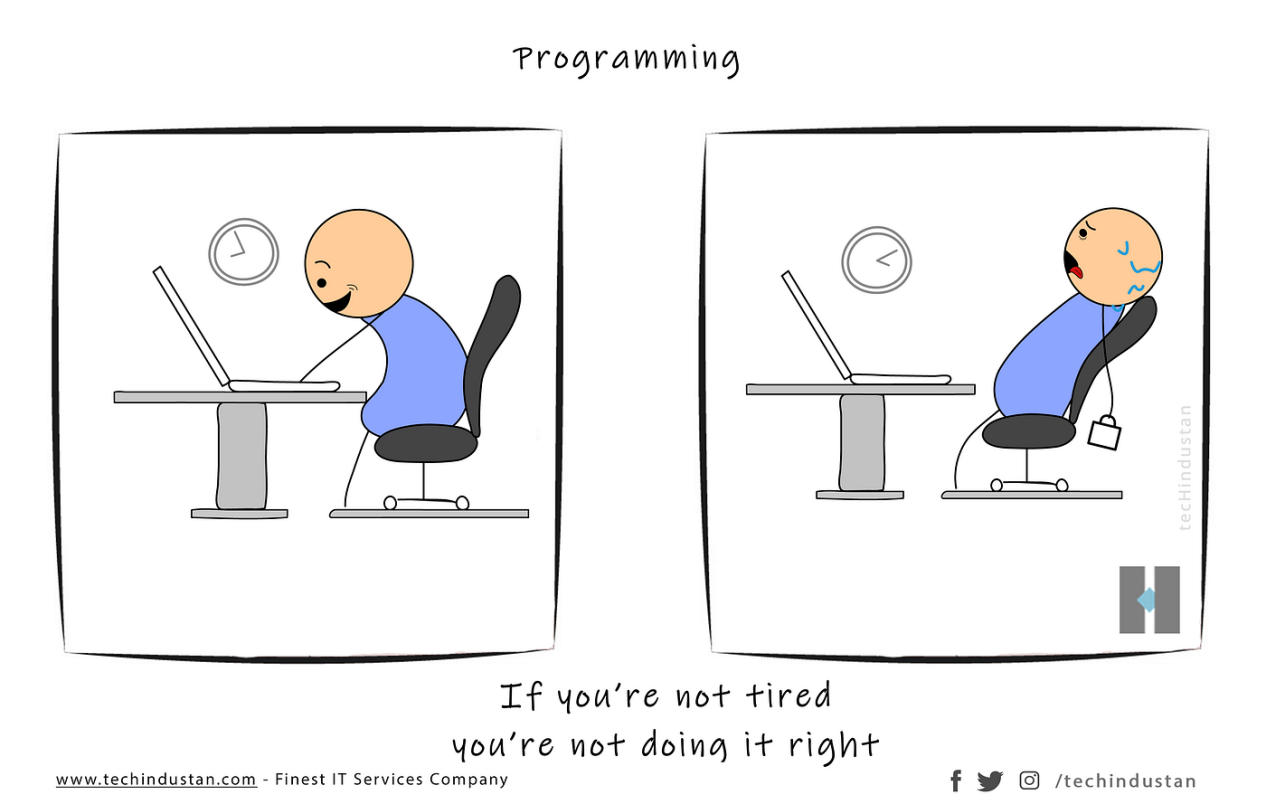 Programming
tecHindustan
If you're not tired
you're not doing it right
www.techindustan.com - Finest IT Services Company
/techindustan